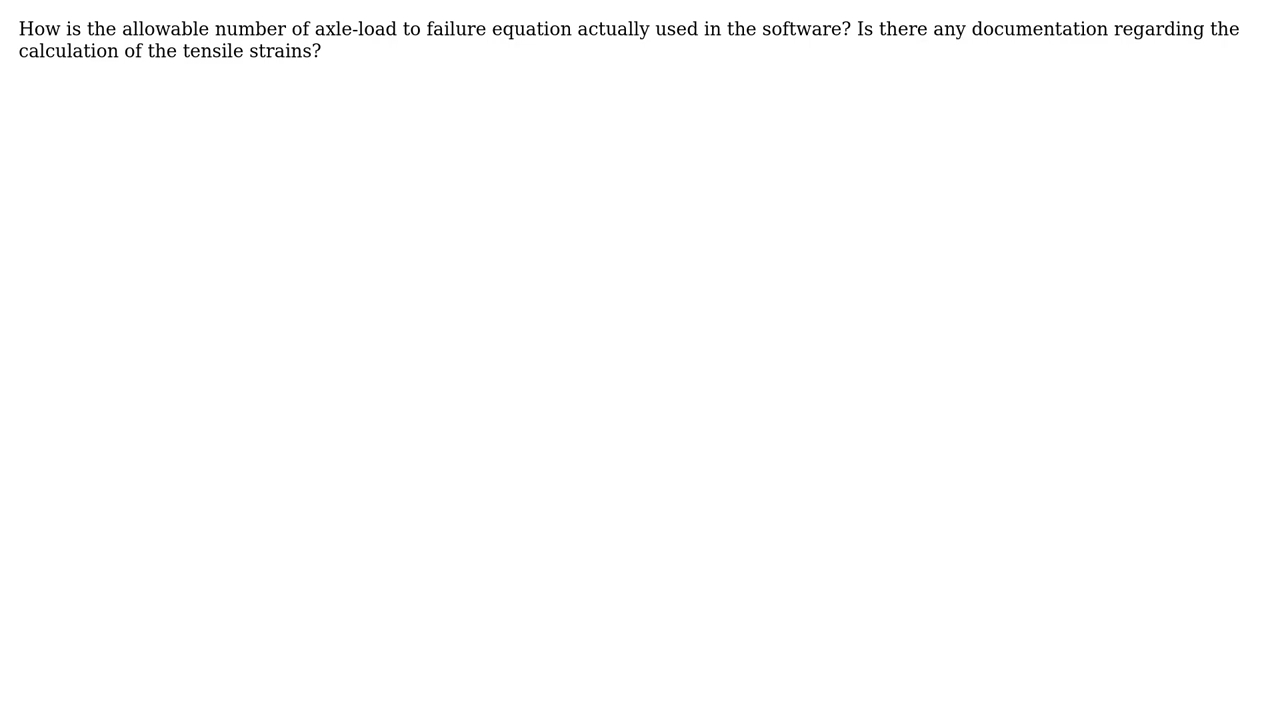 How is the allowable number of axle-load to failure equation actually used in the software? Is there any documentation regarding the
calculation of the tensile strains?